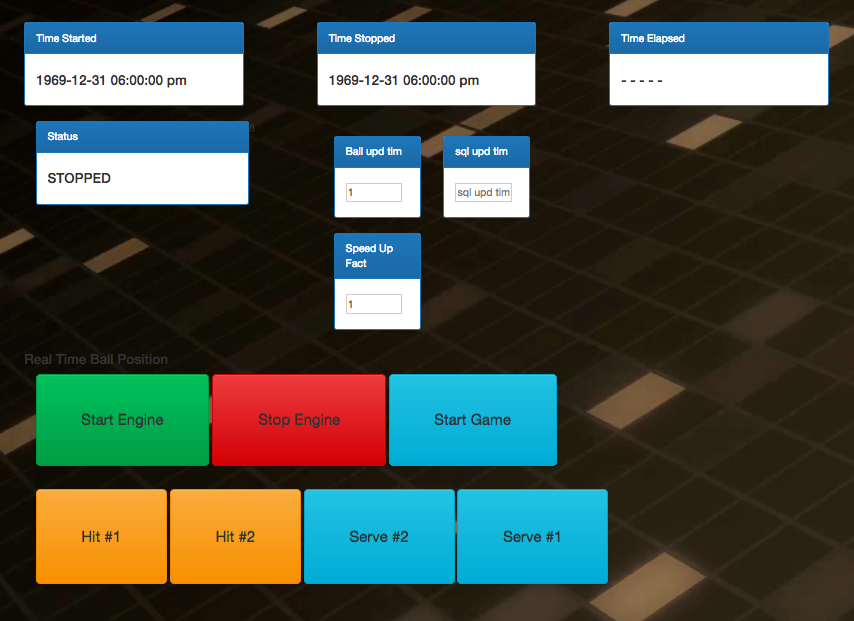 Time Started
Time Stopped
Time Elapsed
1969-12-31 06:00:00 pm
1969-12-31 06:00:00 pm
- - - - -
Status
STOPPED
Ball upd tim
sql upd tim
1
sql upd tim
Speed Up
Fact
1
Real Time Ball Position
Start Engine
Stop Engine
Start Game
Hit #1
Hit #2
Serve #2
Serve #1